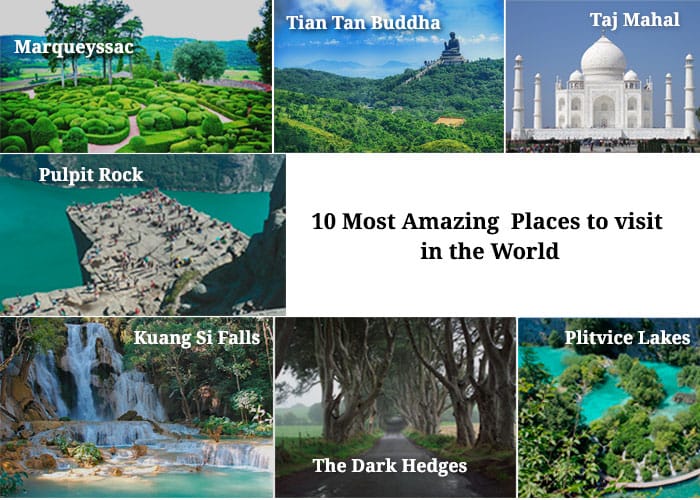 Marqueyssac
Tian Tan Buddha
Taj Mahal
Pulpit Rock
10 Most Amazing Places to visit
in the World
Kuang Si Falls
The Dark Hedges
Plitvice Lakes